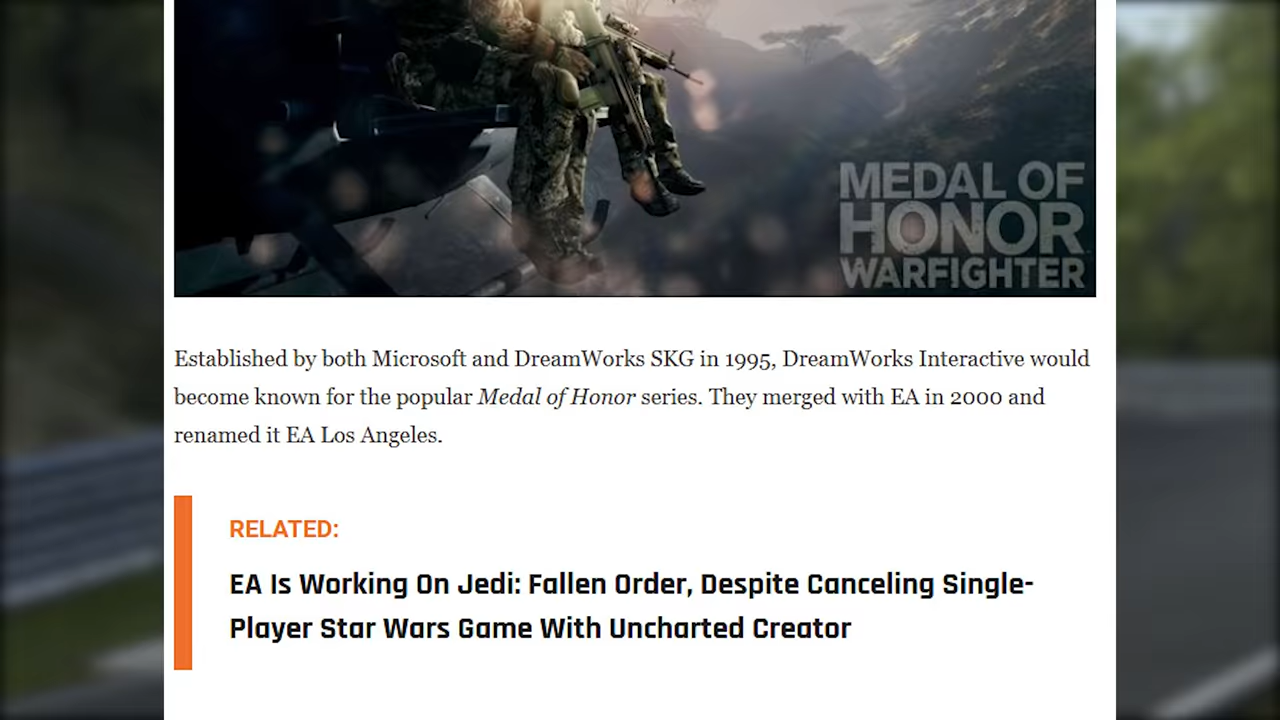 MEDAL OF
HONOR
WARFIGHTER
Established by both Microsoft and DreamWorks SKG in 1995, DreamWorks Interactive would
become known for the popular Medal of Honor series. They merged with EA in 2000 and
renamed it EA Los Angeles.
RELATED:
EA Is Working On Jedi: Fallen Order, Despite Canceling Single-
Player Star Wars Game With Uncharted Creator